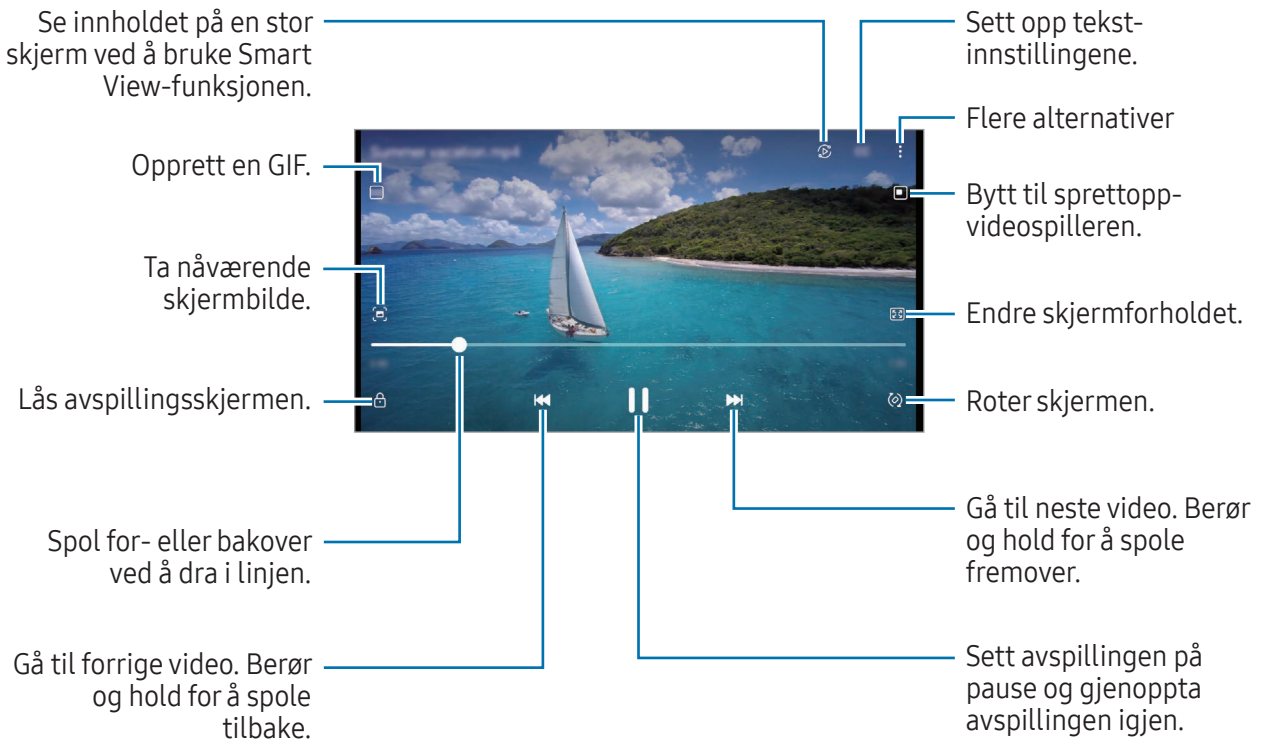 Se innholdet på en stor
skjerm ved å bruke Smart
View-funksjonen.
Opprett en GIF.
Ta nåværende
skjermbilde.
Lås avspillingsskjermen.
Spol for- eller bakover
ved å dra i linjen.
Gå til forrige video. Berør
og hold for å spole
tilbake.
Sett opp tekst-
innstillingene.
Flere alternativer
Bytt til sprettopp-
videospilleren.
Endre skjermforholdet.
Roter skjermen.
Gå til neste video. Berør
og hold for å spole
fremover.
Sett avspillingen på
pause og gjenoppta
avspillingen igjen.